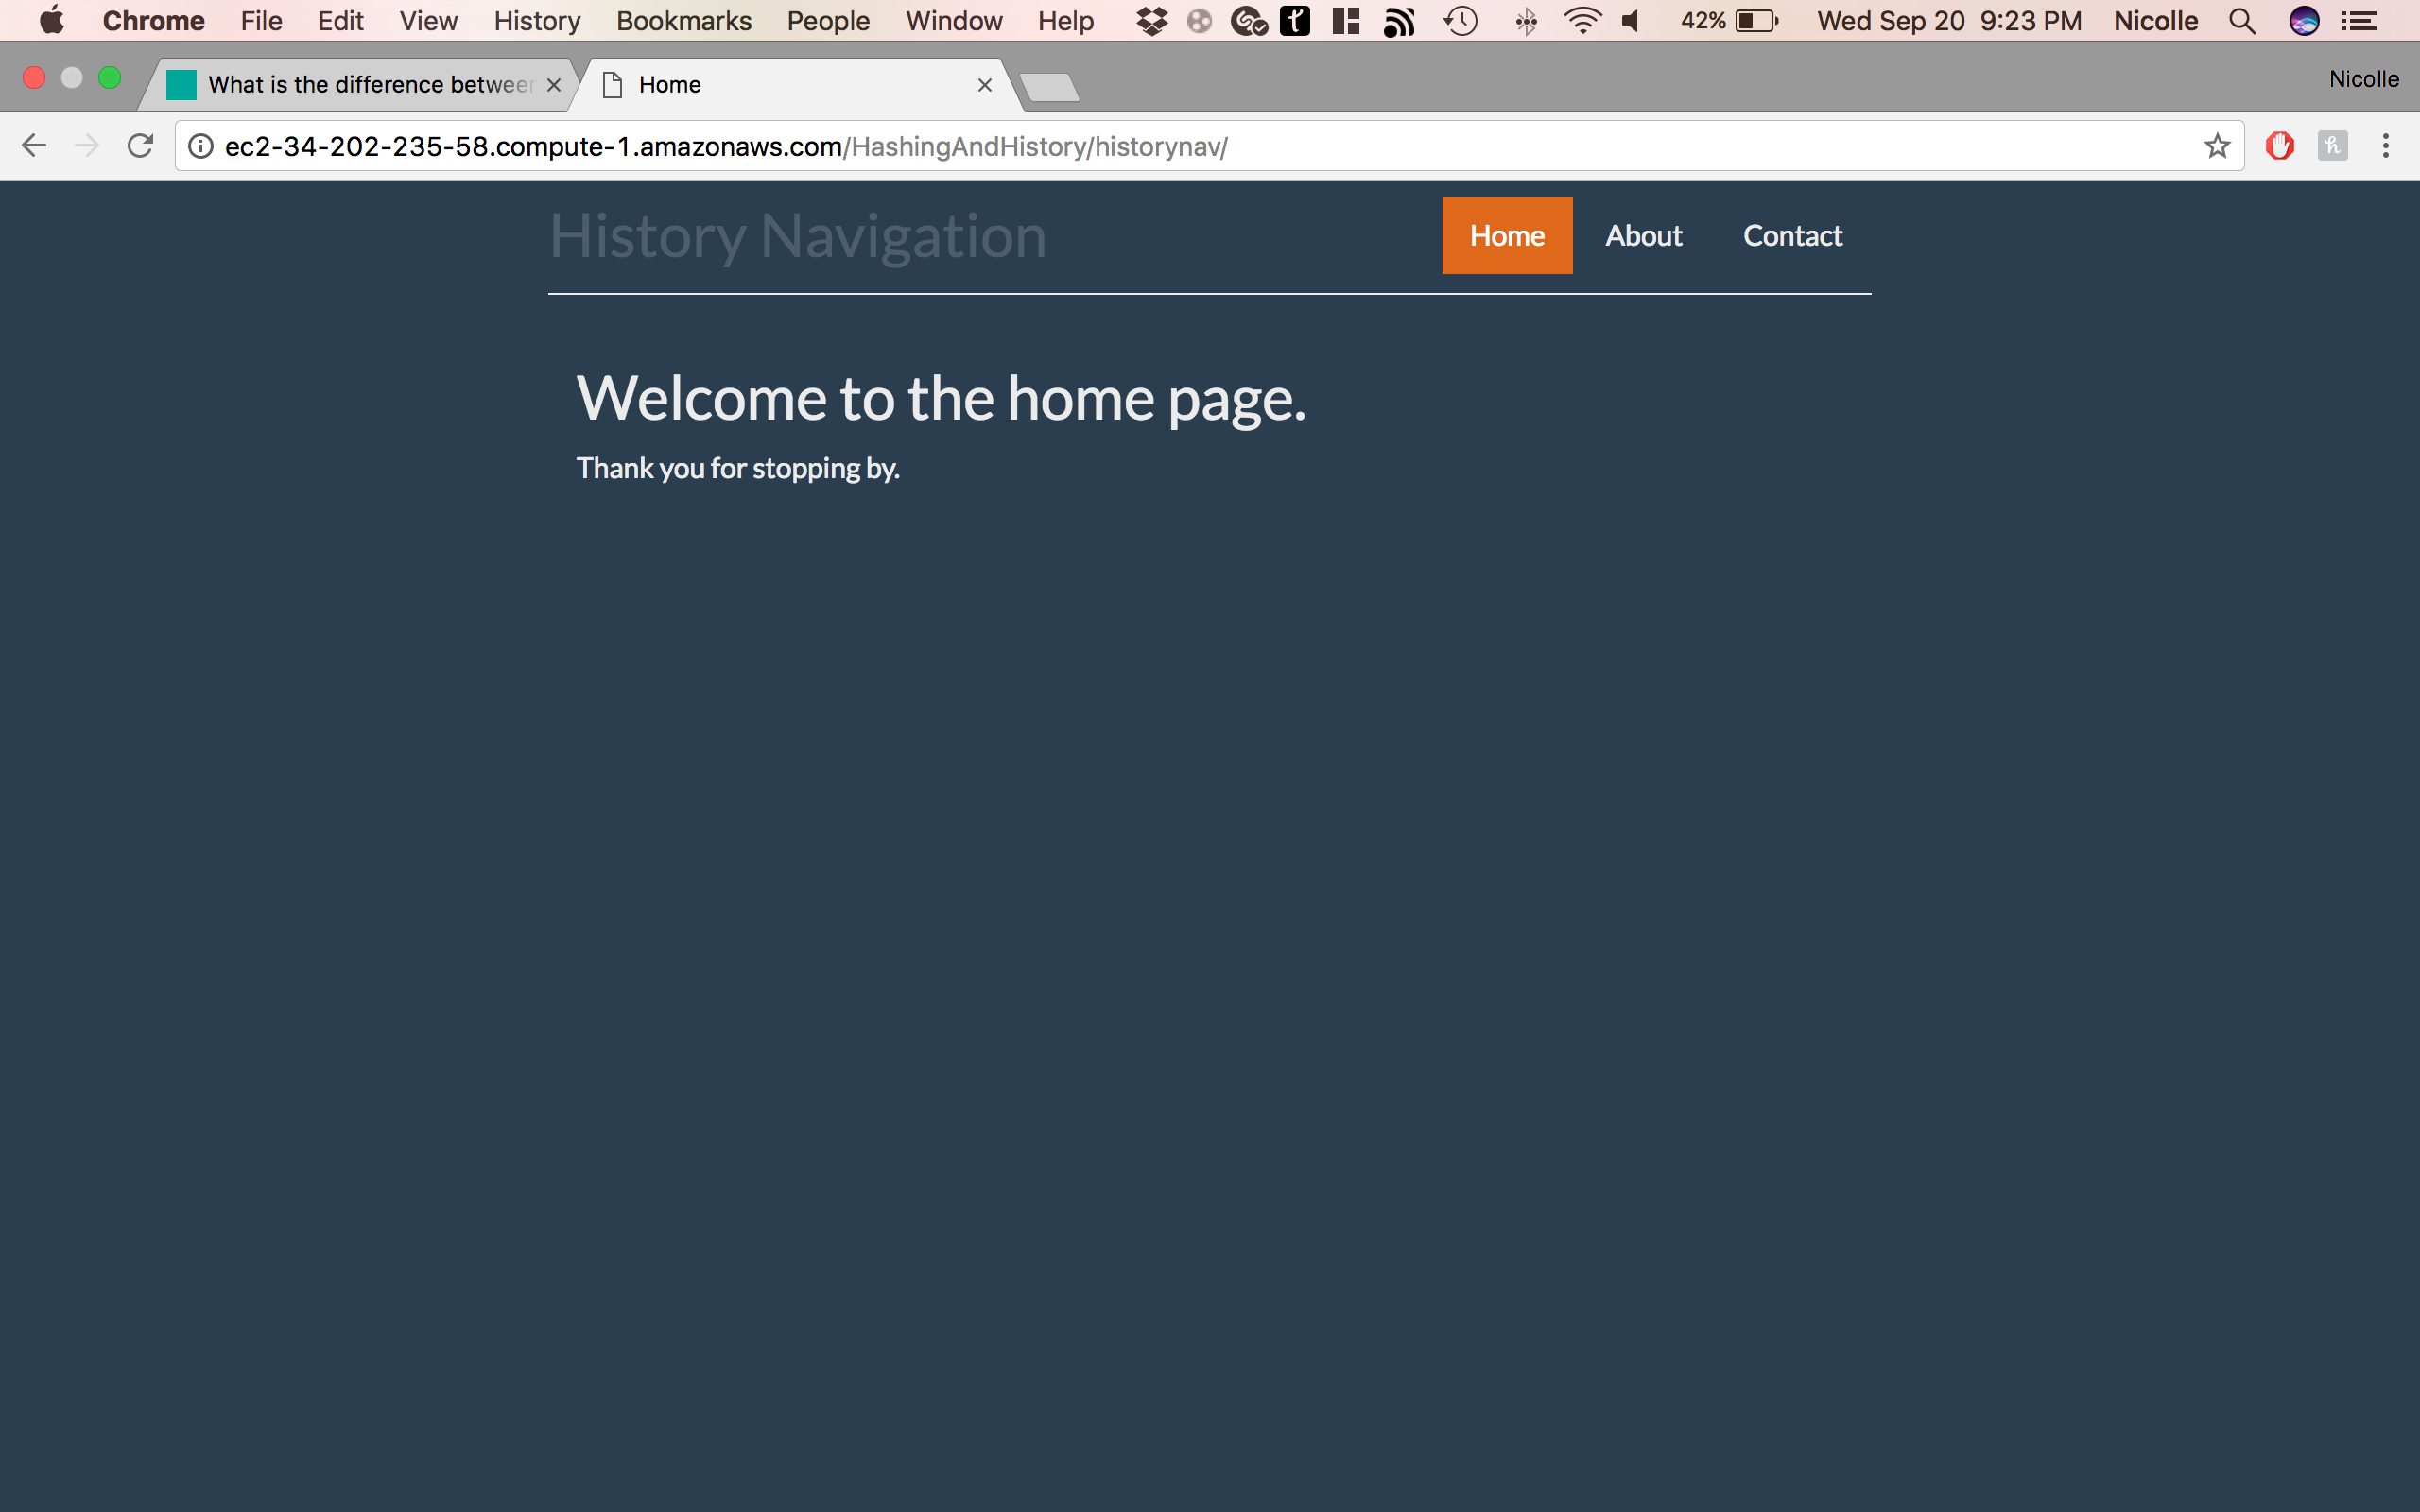 Chrome File Edit View History Bookmarks People Window Help 42% Wed Sep 20 9:23 PM Nicolle
What is the difference between Home Nicolle
ec2-34-202-235-58.compute-1.amazonaws.com/HashingAndHistory/historynav/
History Navigation Home About Contact
Welcome to the home page.
Thank you for stopping by.